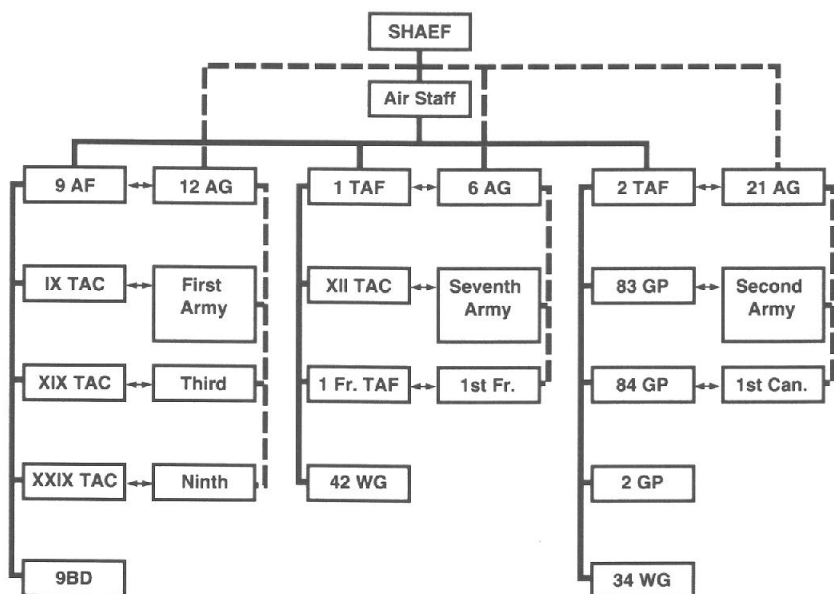 SHAEF
Air Staff
9 AF
12 AG
1 TAF
6 AG
2 TAF
21 AG
IX TAC
First
Army
XII TAC
Seventh
Army
83 GP
Second
Army
XIX TAC
Third
1 Fr. TAF
1st Fr.
84 GP
1st Can.
XXIX TAC
Ninth
42 WG
2 GP
9BD
34 WG